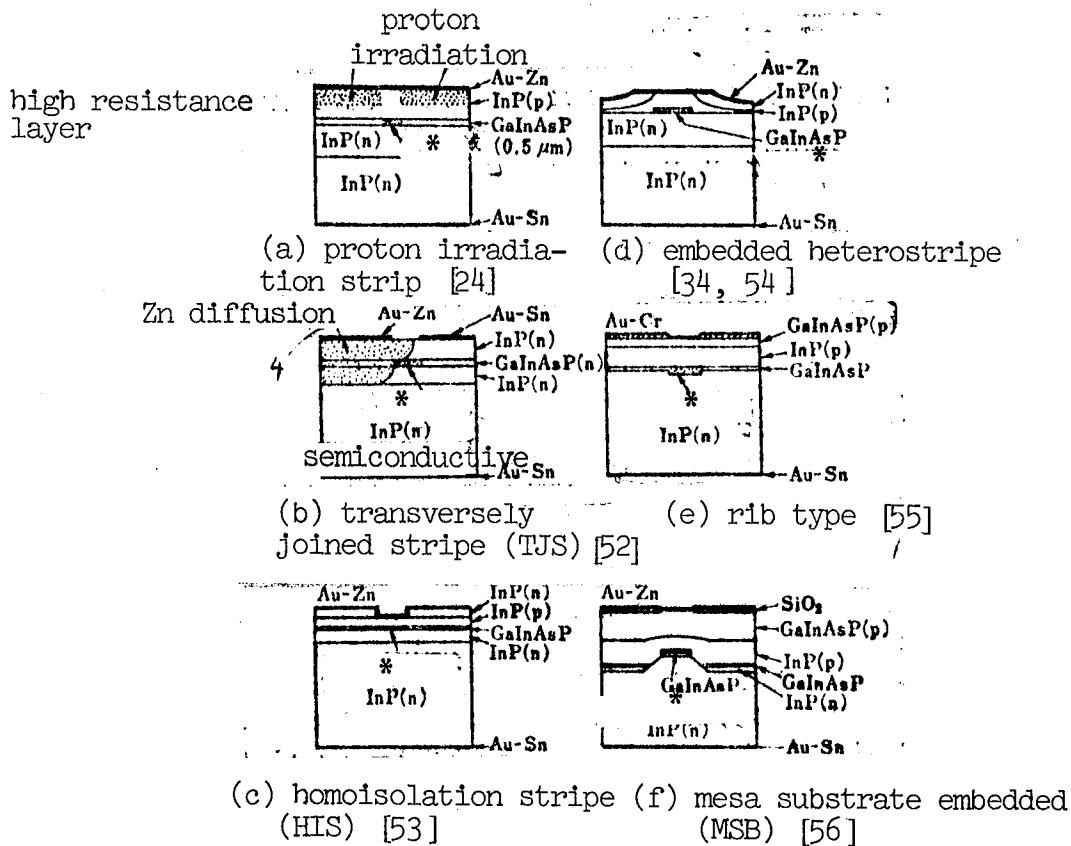 proton
irradiation
high resistance
layer
Au-Zn
InP(p)
GaInAsP
(0.5 μm)
InP(n)
*
*
InP(n)
Au-Sn
(a) proton irradia-
tion strip [24]
Au-Zn
InP(n)
InP(p)
InP(n)
GaInAsP
*
InP(n)
Au-Sn
(d) embedded heterostripe
[34, 54]
Zn diffusion
Au-Zn
Au-Sn
InP(n)
4
GaInAsP(n)
InP(n)
*
InP(n)
semiconductive
Au-Sn
(b) transversely
joined stripe (TJS) [52]
Au-Cr
GaInAsP(p)
InP(p)
GaInAsP
*
InP(n)
Au-Sn
(e) rib type [55]
Au-Zn
InP(n)
InP(p)
GaInAsP
InP(n)
*
InP(n)
Au-Sn
(c) homoisolation stripe
(HIS) [53]
Au-Zn
SiO₂
GaInAsP(p)
InP(p)
GaInAsP
GaInAsP
InP(n)
*
InP(n)
Au-Sn
(f) mesa substrate embedded
(MSB) [56]